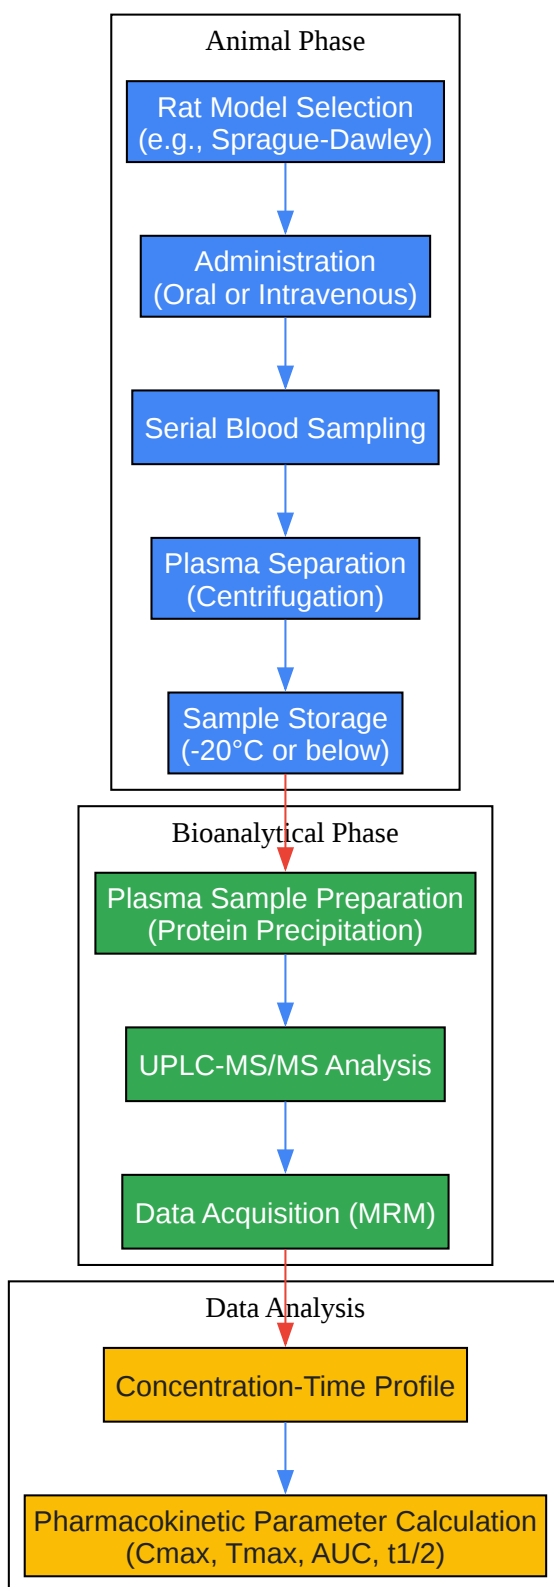 Animal Phase
Rat Model Selection
(e.g., Sprague-Dawley)
Administration
(Oral or Intravenous)
Serial Blood Sampling
Plasma Separation
(Centrifugation)
Sample Storage
(-20°C or below)
Bioanalytical Phase
Plasma Sample Preparation
(Protein Precipitation)
UPLC-MS/MS Analysis
Data Acquisition (MRM)
Data Analysis
Concentration-Time Profile
Pharmacokinetic Parameter Calculation
(Cmax, Tmax, AUC, t1/2)